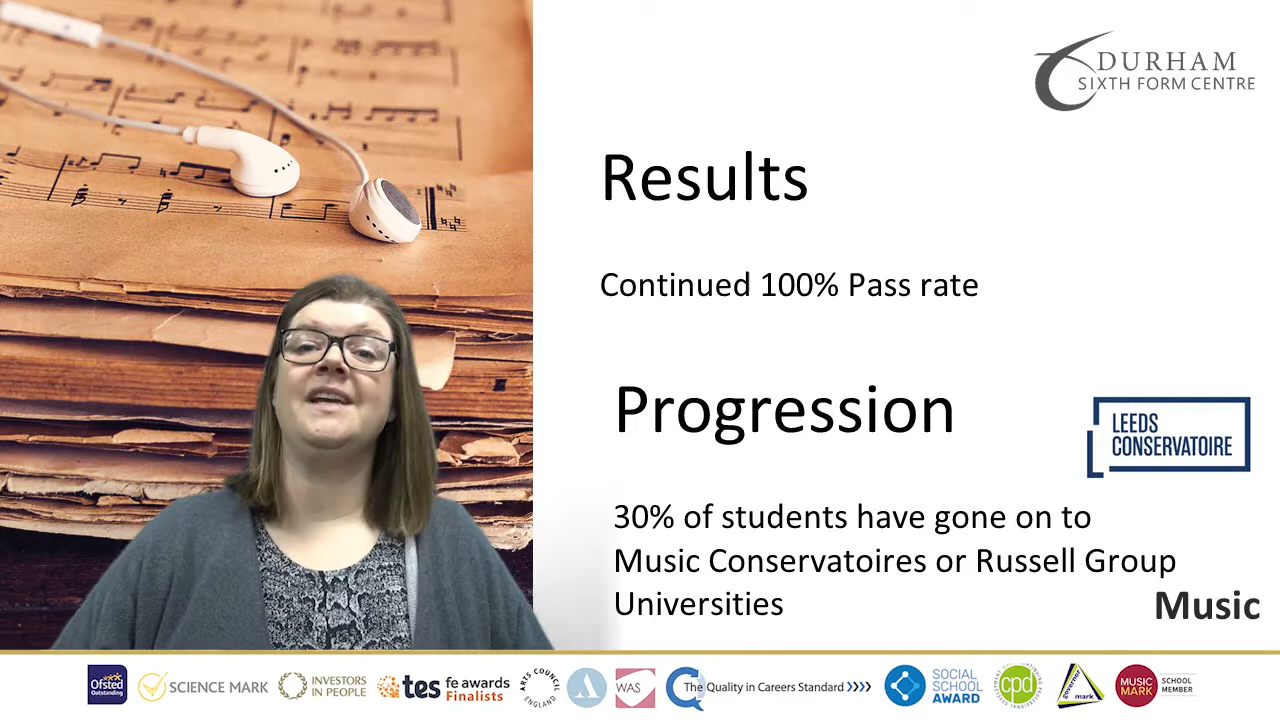 DURHAM
SIXTH FORM CENTRE
Results
Continued 100% Pass rate
Progression
LEEDS
CONSERVATOIRE
30% of students have gone on to
Music Conservatoires or Russell Group
Universities
Music
Ofsted
Outstanding
SCIENCE MARK
INVESTORS
IN PEOPLE
tes fe awards
Finalists
ARTS COUNCIL
ENGLAND
WAS
The Quality in Careers Standard
SOCIAL
SCHOOL
AWARD
cpd
governor
mark
MUSIC
MARK
SCHOOL
MEMBER